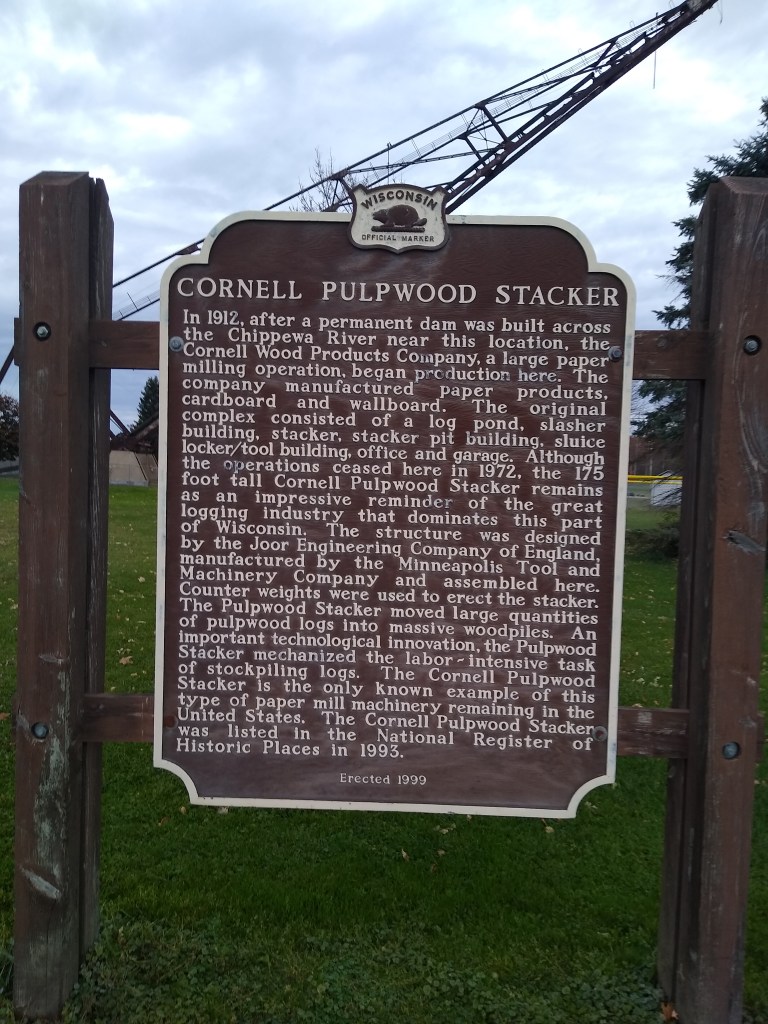 WISCONSIN
OFFICIAL MARKER
CORNELL PULPWOOD STACKER
In 1912, after a permanent dam was built across
the Chippewa River near this location, the
Cornell Wood Products Company, a large paper
milling operation, began production here. The
company manufactured paper products,
cardboard and wallboard. The original
complex consisted of a log pond, slasher
building, stacker, stacker pit building, sluice
locker/tool building, office and garage. Although
the operations ceased here in 1972, the 175
foot tall Cornell Pulpwood Stacker remains
as an impressive reminder of the great
logging industry that dominates this part
of Wisconsin. The structure was designed
by the Joor Engineering Company of England,
manufactured by the Minneapolis Tool and
Machinery Company and assembled here.
Counter weights were used to erect the stacker.
The Pulpwood Stacker moved large quantities
of pulpwood logs into massive woodpiles. An
important technological innovation, the Pulpwood
Stacker mechanized the labor-intensive task
of stockpiling logs. The Cornell Pulpwood
Stacker is the only known example of this
type of paper mill machinery remaining in the
United States. The Cornell Pulpwood Stacker
was listed in the National Register of
Historic Places in 1993.
Erected 1999